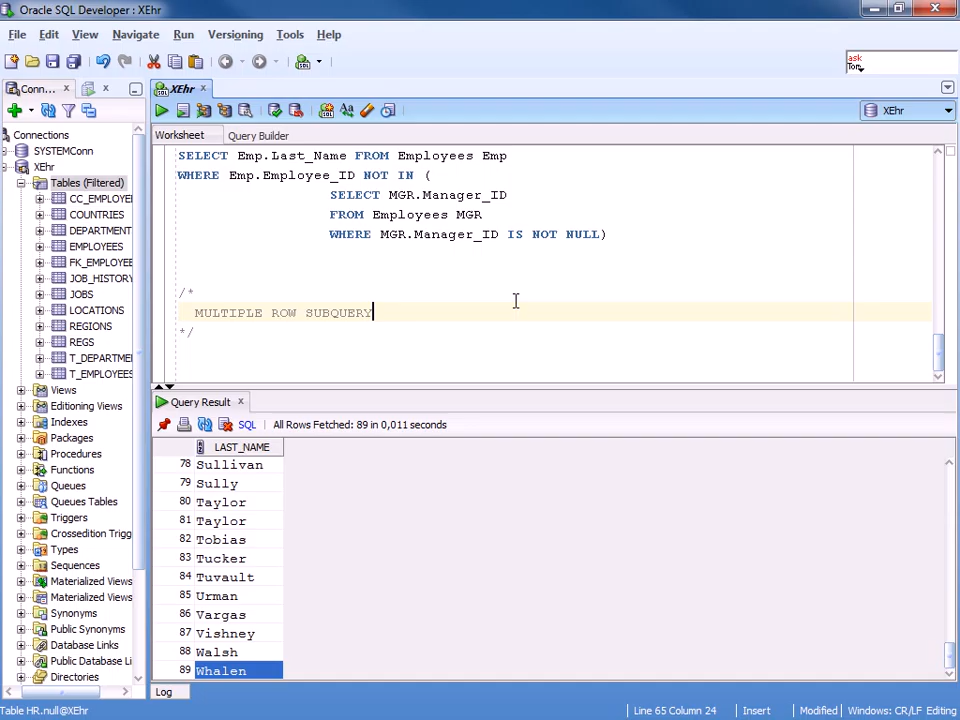 Oracle SQL Developer : XEhr
File Edit View Navigate Run Versioning Tools Help
ask
Tom
Conn...
XEhr
XEhr
Connections
SYSTEMConn
XEhr
Tables (Filtered)
CC_EMPLOYE
COUNTRIES
DEPARTMENT
EMPLOYEES
FK_EMPLOYEE
JOB_HISTORY
JOBS
LOCATIONS
REGIONS
REGS
T_DEPARTME
T_EMPLOYEES
Views
Editioning Views
Indexes
Packages
Procedures
Functions
Queues
Queues Tables
Triggers
Crossedition Trigg
Types
Sequences
Materialized Views
Materialized Views
Synonyms
Public Synonyms
Database Links
Public Database Li
Directories
Worksheet Query Builder
SELECT Emp.Last_Name FROM Employees Emp
WHERE Emp.Employee_ID NOT IN (
SELECT MGR.Manager_ID
FROM Employees MGR
WHERE MGR.Manager_ID IS NOT NULL)
/*
MULTIPLE ROW SUBQUERY
*/
Query Result
SQL All Rows Fetched: 89 in 0,011 seconds
LAST_NAME
78 Sullivan
79 Sully
80 Taylor
81 Taylor
82 Tobias
83 Tucker
84 Tuvault
85 Urman
86 Vargas
87 Vishney
88 Walsh
89 Whalen
Log
Table HR.null@XEhr Line 65 Column 24 Insert Modified Windows: CR/LF Editing